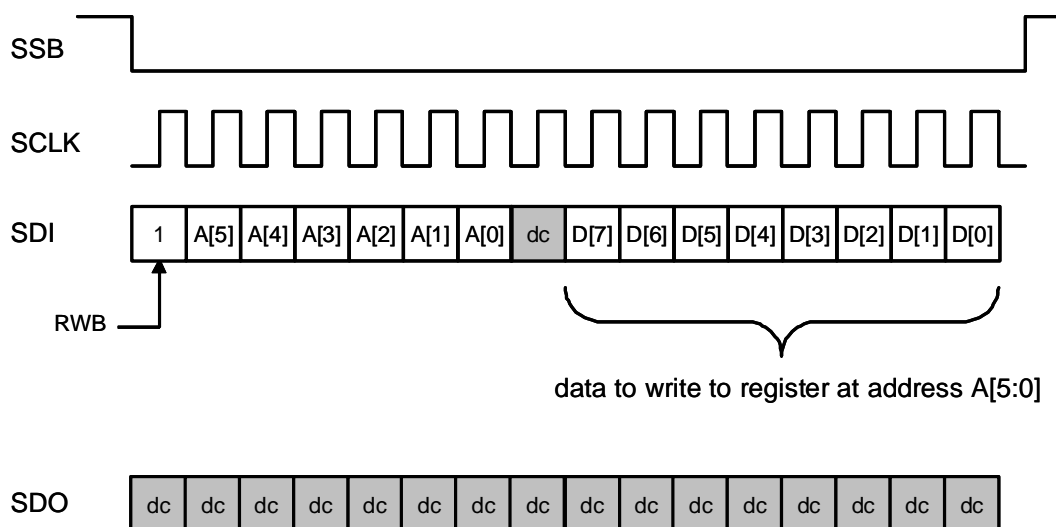 SSB
SCLK
SDI 1 A[5] A[4] A[3] A[2] A[1] A[0] dc D[7] D[6] D[5] D[4] D[3] D[2] D[1] D[0]
RWB
data to write to register at address A[5:0]
SDO dc dc dc dc dc dc dc dc dc dc dc dc dc dc dc dc